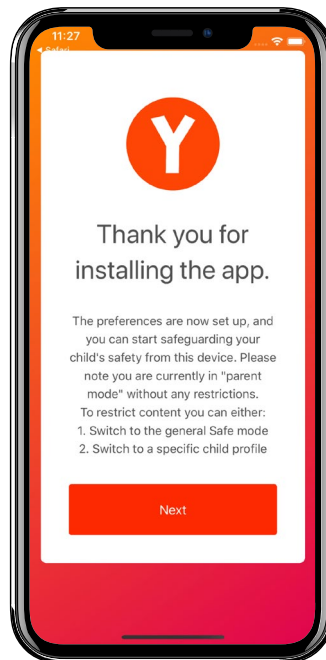 11:27
Safari
Y
Thank you for
installing the app.
The preferences are now set up, and
you can start safeguarding your
child's safety from this device. Please
note you are currently in "parent
mode" without any restrictions.
To restrict content you can either:
1. Switch to the general Safe mode
2. Switch to a specific child profile
Next